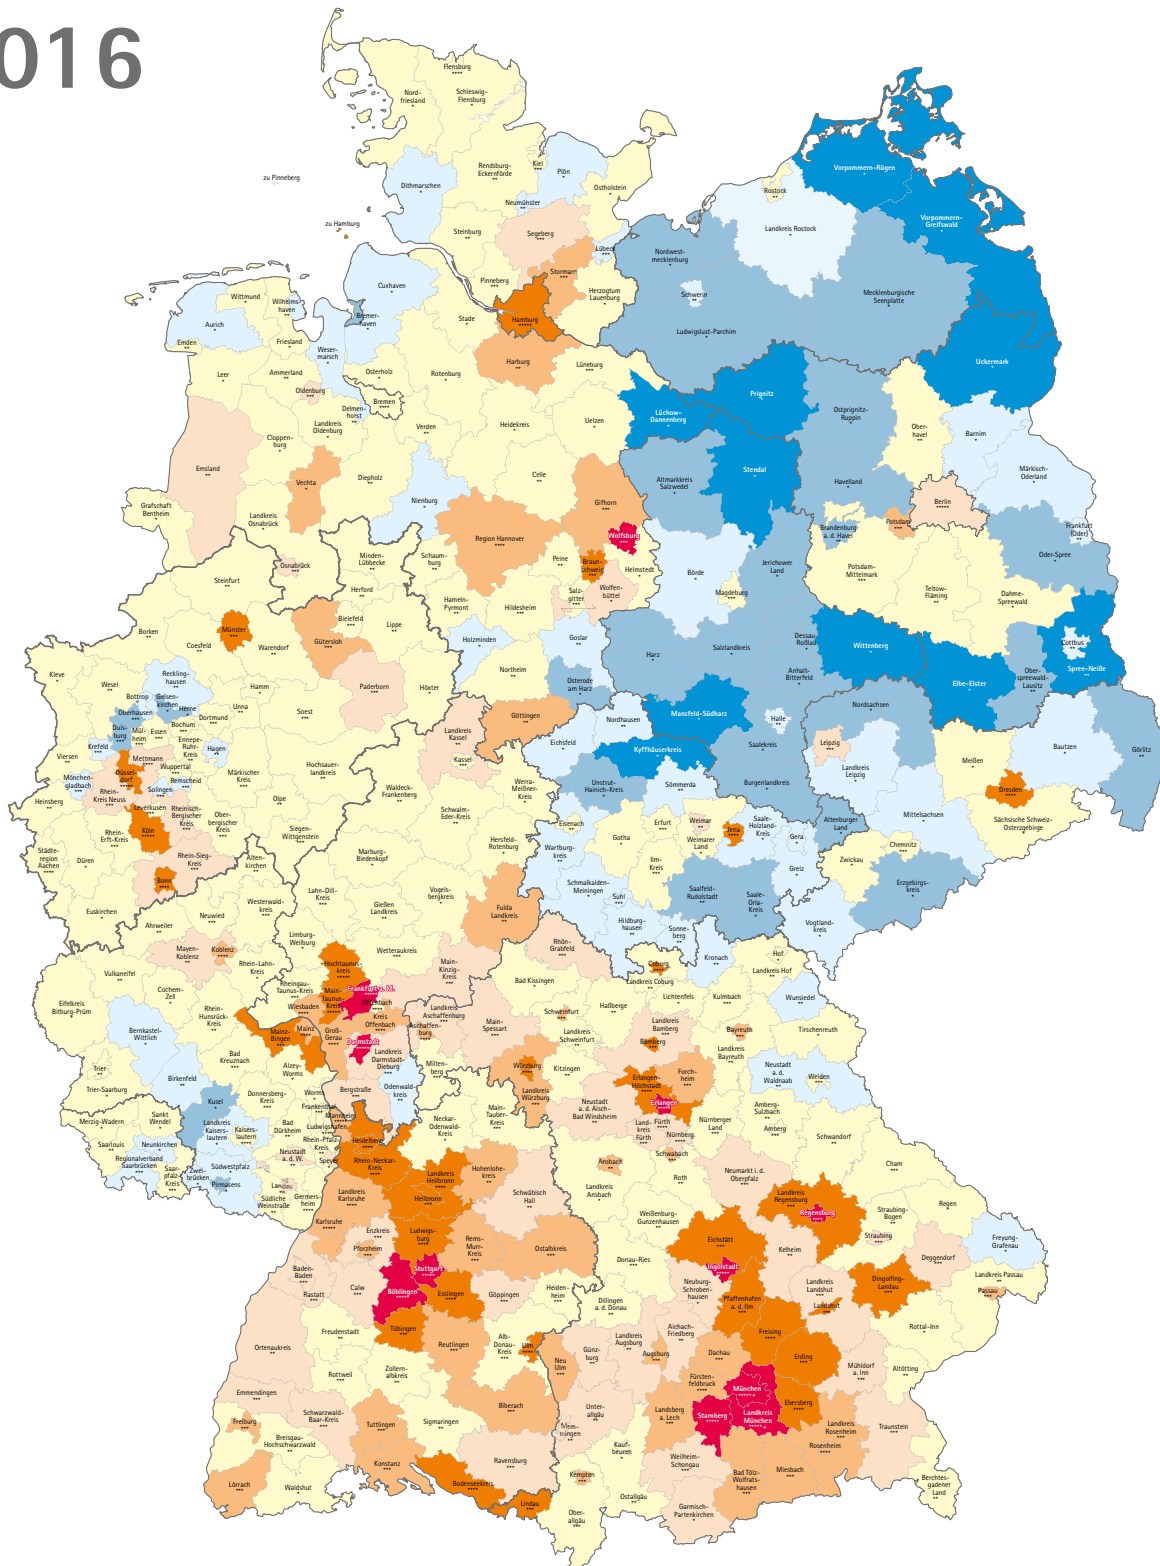 016
Flensburg
Nord-
friesland
Schleswig-
Flensburg
zu Pinneberg
Dithmarschen
Rendsburg-
Eckernförde
Kiel
Plön
Ostholstein
Neumünster
zu Hamburg
Steinburg
Segeberg
Lübeck
Pinneberg
Stormarn
Herzogtum
Lauenburg
Hamburg
Vorpommern-Rügen
Rostock
Landkreis Rostock
Vorpommern-
Greifswald
Nordwest-
mecklenburg
Schwerin
Mecklenburgische
Seenplatte
Ludwigslust-Parchim
Uckermark
Cuxhaven
Wittmund
Wilhelms-
haven
Bremer-
haven
Aurich
Emden
Friesland
Weser-
marsch
Stade
Leer
Ammerland
Osterholz
Rotenburg
Harburg
Lüneburg
Oldenburg
Bremen
Delmen-
horst
Landkreis
Oldenburg
Cloppen-
burg
Verden
Heidekreis
Uelzen
Lüchow-
Dannenberg
Prignitz
Ostprignitz-
Ruppin
Ober-
havel
Barnim
Märkisch-
Oderland
Emsland
Vechta
Diepholz
Nienburg
Celle
Gifhorn
Altmarkkreis
Salzwedel
Stendal
Havelland
Berlin
Grafschaft
Bentheim
Landkreis
Osnabrück
Region Hannover
Wolfsburg
Brandenburg
a. d. Havel
Potsdam
Frankfurt
(Oder)
Oder-Spree
Osnabrück
Minden-
Lübbecke
Schaum-
burg
Peine
Braun-
schweig
Helmstedt
Börde
Jerichower
Land
Potsdam-
Mittelmark
Teltow-
Fläming
Dahme-
Spreewald
Steinfurt
Herford
Hameln-
Pyrmont
Hildesheim
Salz-
gitter
Wolfen-
büttel
Magdeburg
Borken
Münster
Coesfeld
Warendorf
Gütersloh
Bielefeld
Lippe
Holzminden
Goslar
Harz
Salzlandkreis
Dessau-
Roßlau
Anhalt-
Bitterfeld
Wittenberg
Elbe-Elster
Ober-
spreewald-
Lausitz
Cottbus
Spree-Neiße
Kleve
Wesel
Reckling-
hausen
Bottrop
Gelsen-
kirchen
Oberhausen
Herne
Hamm
Unna
Soest
Paderborn
Höxter
Northeim
Osterode
am Harz
Göttingen
Nordhausen
Mansfeld-Südharz
Halle
Nordsachsen
Duis-
burg
Mül-
heim
Essen
Bochum
Dortmund
Ennepe-
Ruhr-
Kreis
Hagen
Krefeld
Viersen
Mettmann
Wuppertal
Düssel-
dorf
Mönchen-
gladbach
Solingen
Remscheid
Märkischer
Kreis
Hochsauer-
landkreis
Landkreis
Kassel
Kassel
Eichsfeld
Kyffhäuserkreis
Saalekreis
Leipzig
Landkreis
Leipzig
Meißen
Bautzen
Görlitz
Heinsberg
Rhein-
Kreis Neuss
Leverkusen
Rheinisch-
Bergischer
Kreis
Ober-
bergischer
Kreis
Olpe
Waldeck-
Frankenberg
Werra-
Meißner-
Kreis
Unstrut-
Hainich-Kreis
Sömmerda
Burgenlandkreis
Dresden
Köln
Rhein-
Erft-Kreis
Siegen-
Wittgenstein
Schwalm-
Eder-Kreis
Eisenach
Gotha
Erfurt
Weimar
Weimarer
Land
Jena
Saale-
Holzland-
Kreis
Gera
Altenburger
Land
Mittelsachsen
Sächsische Schweiz-
Osterzgebirge
Städte-
region
Aachen
Düren
Rhein-Sieg-
Kreis
Bonn
Euskirchen
Alten-
kirchen
Marburg-
Biedenkopf
Hersfeld-
Rotenburg
Wartburg-
kreis
Ilm-
Kreis
Greiz
Zwickau
Chemnitz
Erzgebirgs-
kreis
Ahrweiler
Neuwied
Westerwald-
kreis
Lahn-Dill-
Kreis
Gießen
Landkreis
Vogels-
bergkreis
Fulda
Landkreis
Schmalkalden-
Meiningen
Suhl
Hildburg-
hausen
Sonne-
berg
Saalfeld-
Rudolstadt
Saale-
Orla-
Kreis
Vogtland-
kreis
Mayen-
Koblenz
Koblenz
Limburg-
Weilburg
Wetteraukreis
Rhein-Lahn-
Kreis
Hochtaunus-
kreis
Main-
Kinzig-
Kreis
Rhön-
Grabfeld
Bad Kissingen
Coburg
Landkreis Coburg
Kronach
Hof
Landkreis Hof
Vulkaneifel
Cochem-
Zell
Eifelkreis
Bitburg-Prüm
Rheingau-
Taunus-Kreis
Main-
Taunus-
Kreis
Frankfurt a. M.
Offenbach
Wiesbaden
Kreis
Offenbach
Landkreis
Aschaffenburg
Aschaffen-
burg
Main-
Spessart
Schweinfurt
Landkreis
Schweinfurt
Haßberge
Lichtenfels
Kulmbach
Wunsiedel
Bernkastel-
Wittlich
Rhein-
Hunsrück-
Kreis
Mainz-
Bingen
Mainz
Groß-
Gerau
Darmstadt
Landkreis
Darmstadt-
Dieburg
Milten-
berg
Landkreis
Bamberg
Bamberg
Bayreuth
Landkreis
Bayreuth
Tirschenreuth
Trier
Trier-Saarburg
Birkenfeld
Bad
Kreuznach
Alzey-
Worms
Bergstraße
Odenwald-
kreis
Würzburg
Landkreis
Würzburg
Kitzingen
Neustadt
a. d. Aisch-
Bad Windsheim
Erlangen-
Höchstadt
Erlangen
Forch-
heim
Neustadt
a. d.
Waldnaab
Weiden
Merzig-Wadern
Sankt
Wendel
Kusel
Donnersberg-
Kreis
Worms
Frankenthal
Mannheim
Ludwigshafen
Neckar-
Odenwald-
Kreis
Main-
Tauber-
Kreis
Land-
kreis
Fürth
Fürth
Nürnberg
Nürnberger
Land
Amberg-
Sulzbach
Amberg
Schwandorf
Saarlouis
Neunkirchen
Regionalverband
Saarbrücken
Saar-
pfalz-
Kreis
Landkreis
Kaisers-
lautern
Kaisers-
lautern
Bad
Dürkheim
Rhein-Pfalz-
Kreis
Speyer
Heidelberg
Rhein-Neckar-
Kreis
Ansbach
Landkreis
Ansbach
Schwabach
Roth
Neumarkt i. d.
Oberpfalz
Cham
Zwei-
brücken
Südwestpfalz
Pirmasens
Neustadt
a. d. W.
Landau
Südliche
Weinstraße
Germers-
heim
Landkreis
Karlsruhe
Karlsruhe
Landkreis
Heilbronn
Heilbronn
Hohenlohe-
kreis
Schwäbisch
Hall
Weißenburg-
Gunzenhausen
Landkreis
Regensburg
Regensburg
Straubing-
Bogen
Straubing
Regen
Freyung-
Grafenau
Enzkreis
Pforzheim
Ludwigs-
burg
Rems-
Murr-
Kreis
Ostalbkreis
Donau-Ries
Eichstätt
Ingolstadt
Kelheim
Deggendorf
Landkreis Passau
Passau
Baden-
Baden
Rastatt
Calw
Böblingen
Stuttgart
Esslingen
Göppingen
Heiden-
heim
Dillingen
a. d. Donau
Neuburg-
Schroben-
hausen
Pfaffenhofen
a. d. Ilm
Landkreis
Landshut
Landshut
Dingolfing-
Landau
Rottal-Inn
Freudenstadt
Tübingen
Reutlingen
Alb-
Donau-
Kreis
Ulm
Neu
Ulm
Günz-
burg
Landkreis
Augsburg
Augsburg
Aichach-
Friedberg
Dachau
Freising
Erding
Mühldorf
a. Inn
Altötting
Ortenaukreis
Rottweil
Zollern-
albkreis
Sigmaringen
Biberach
Unter-
allgäu
Mem-
mingen
Landsberg
a. Lech
Fürsten-
feldbruck
München
Landkreis
München
Starnberg
Ebersberg
Landkreis
Rosenheim
Rosenheim
Traunstein
Berchtes-
gadener
Land
Emmendingen
Freiburg
Breisgau-
Hochschwarzwald
Schwarzwald-
Baar-Kreis
Tuttlingen
Konstanz
Ravensburg
Bodenseekreis
Lindau
Kempten
Kauf-
beuren
Ostallgäu
Ober-
allgäu
Weilheim-
Schongau
Garmisch-
Partenkirchen
Bad Tölz-
Wolfrats-
hausen
Miesbach
Lörrach
Waldshut